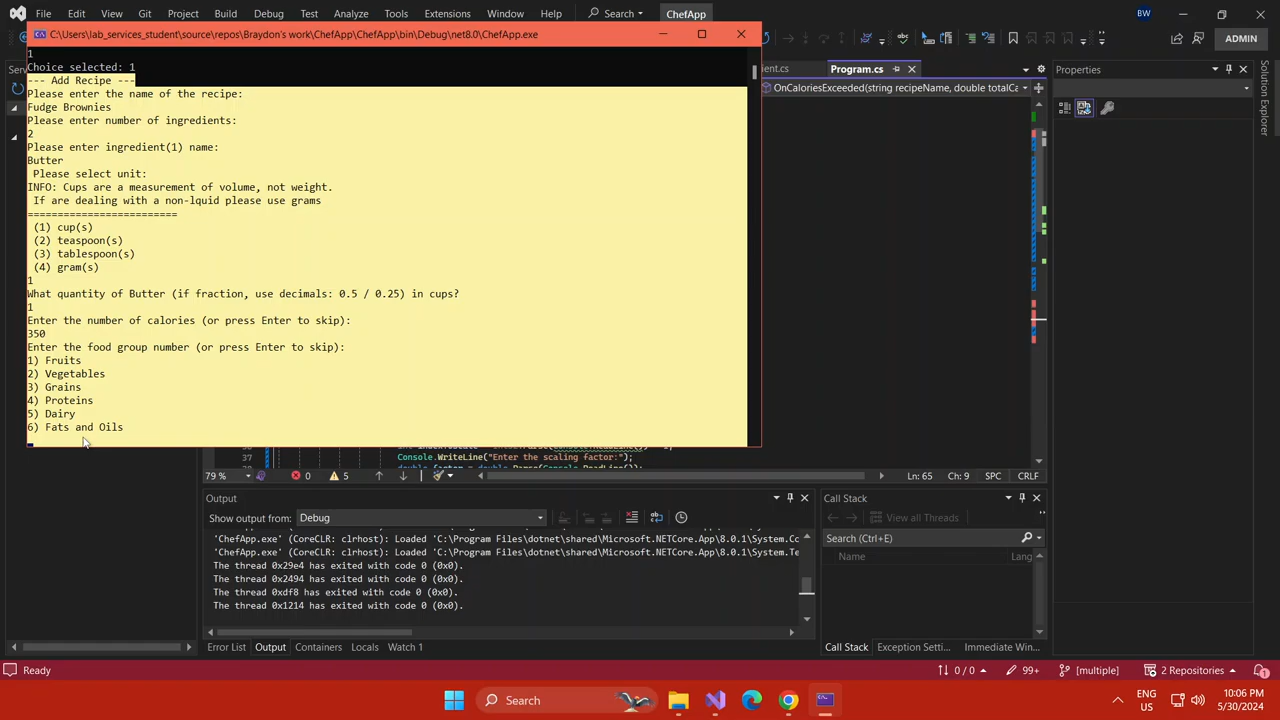 File Edit View Git Project Build Debug Test Analyze Tools Extensions Window Help Search ChefApp BW
C:\Users\lab_services_student\source\repos\Braydon's work\ChefApp\ChefApp\bin\Debug\net8.0\ChefApp.exe
ADMIN
1
Choice selected: 1
--- Add Recipe ---
Please enter the name of the recipe:
Fudge Brownies
Please enter number of ingredients:
2
Please enter ingredient(1) name:
Butter
Please select unit:
INFO: Cups are a measurement of volume, not weight.
If are dealing with a non-lquid please use grams
=========================
(1) cup(s)
(2) teaspoon(s)
(3) tablespoon(s)
(4) gram(s)
1
What quantity of Butter (if fraction, use decimals: 0.5 / 0.25) in cups?
1
Enter the number of calories (or press Enter to skip):
350
Enter the food group number (or press Enter to skip):
1) Fruits
2) Vegetables
3) Grains
4) Proteins
5) Dairy
6) Fats and Oils
Serv
ient.cs Program.cs
OnCaloriesExceeded(string recipeName, double totalCa
Properties
Solution Explorer
Console.WriteLine("Enter the scaling factor:");
79 % 0 5 Ln: 65 Ch: 9 SPC CRLF
Output
Show output from: Debug
'ChefApp.exe' (CoreCLR: clrhost): Loaded 'C:\Program Files\dotnet\shared\Microsoft.NETCore.App\8.0.1\System.Co
'ChefApp.exe' (CoreCLR: clrhost): Loaded 'C:\Program Files\dotnet\shared\Microsoft.NETCore.App\8.0.1\System.Te
The thread 0x29e4 has exited with code 0 (0x0).
The thread 0x2494 has exited with code 0 (0x0).
The thread 0xdf8 has exited with code 0 (0x0).
The thread 0x1214 has exited with code 0 (0x0).
Error List Output Containers Locals Watch 1
Call Stack
View all Threads
Search (Ctrl+E)
Name Lang
Call Stack Exception Setti... Immediate Win...
Ready 0 / 0 99+ [multiple] 2 Repositories 1
Search
ENG
US
10:06 PM
5/30/2024